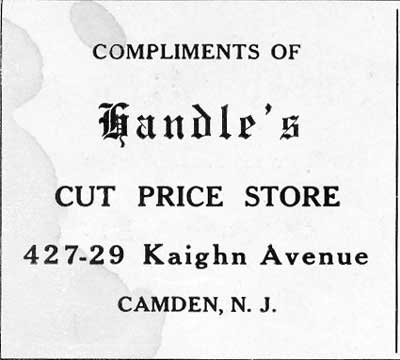 COMPLIMENTS OF
Handle's
CUT PRICE STORE
427-29 Kaighn Avenue
CAMDEN, N. J.